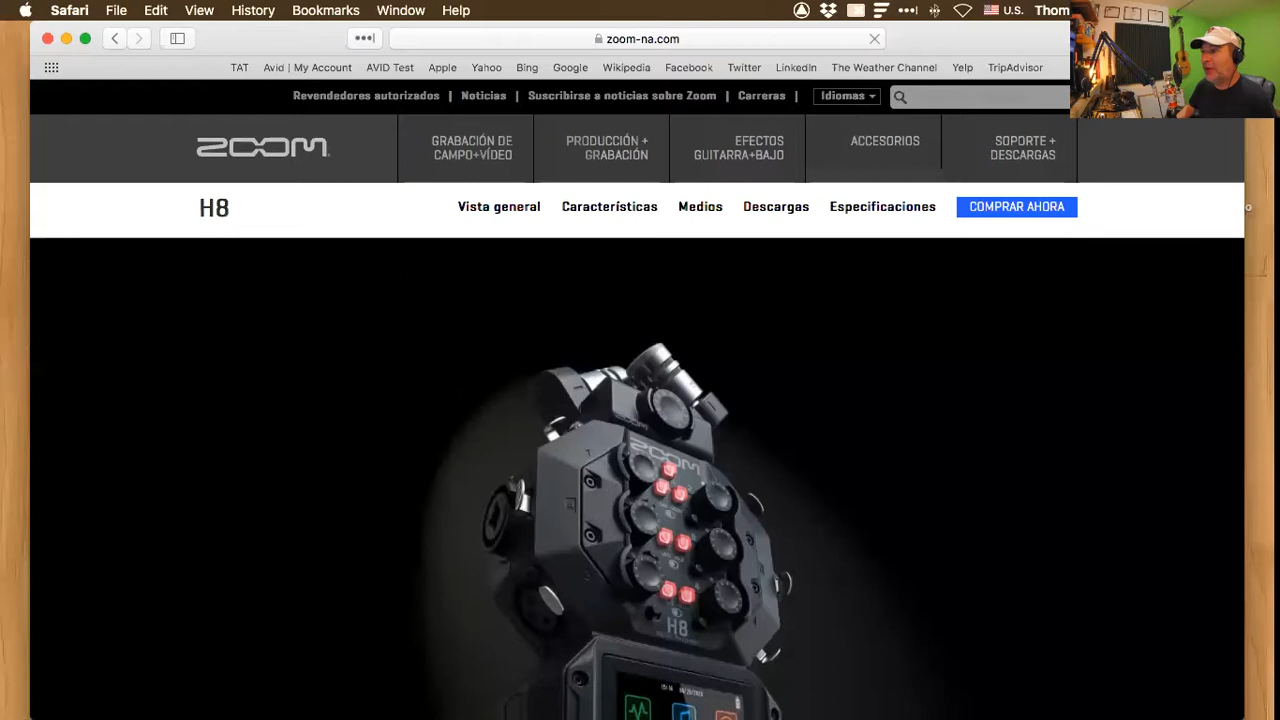 Safari File Edit View History Bookmarks Window Help U.S. Thom
zoom-na.com
TAT Avid | My Account AVID Test Apple Yahoo Bing Google Wikipedia Facebook Twitter LinkedIn The Weather Channel Yelp TripAdvisor
Revendedores autorizados | Noticias | Suscribirse a noticias sobre Zoom | Carreras | Idiomas
ZOOM
GRABACIÓN DE
CAMPO+VÍDEO
PRODUCCIÓN +
GRABACIÓN
EFECTOS
GUITARRA+BAJO
ACCESORIOS
SOPORTE +
DESCARGAS
H8 Vista general Características Medios Descargas Especificaciones COMPRAR AHORA
ZOOM
H8